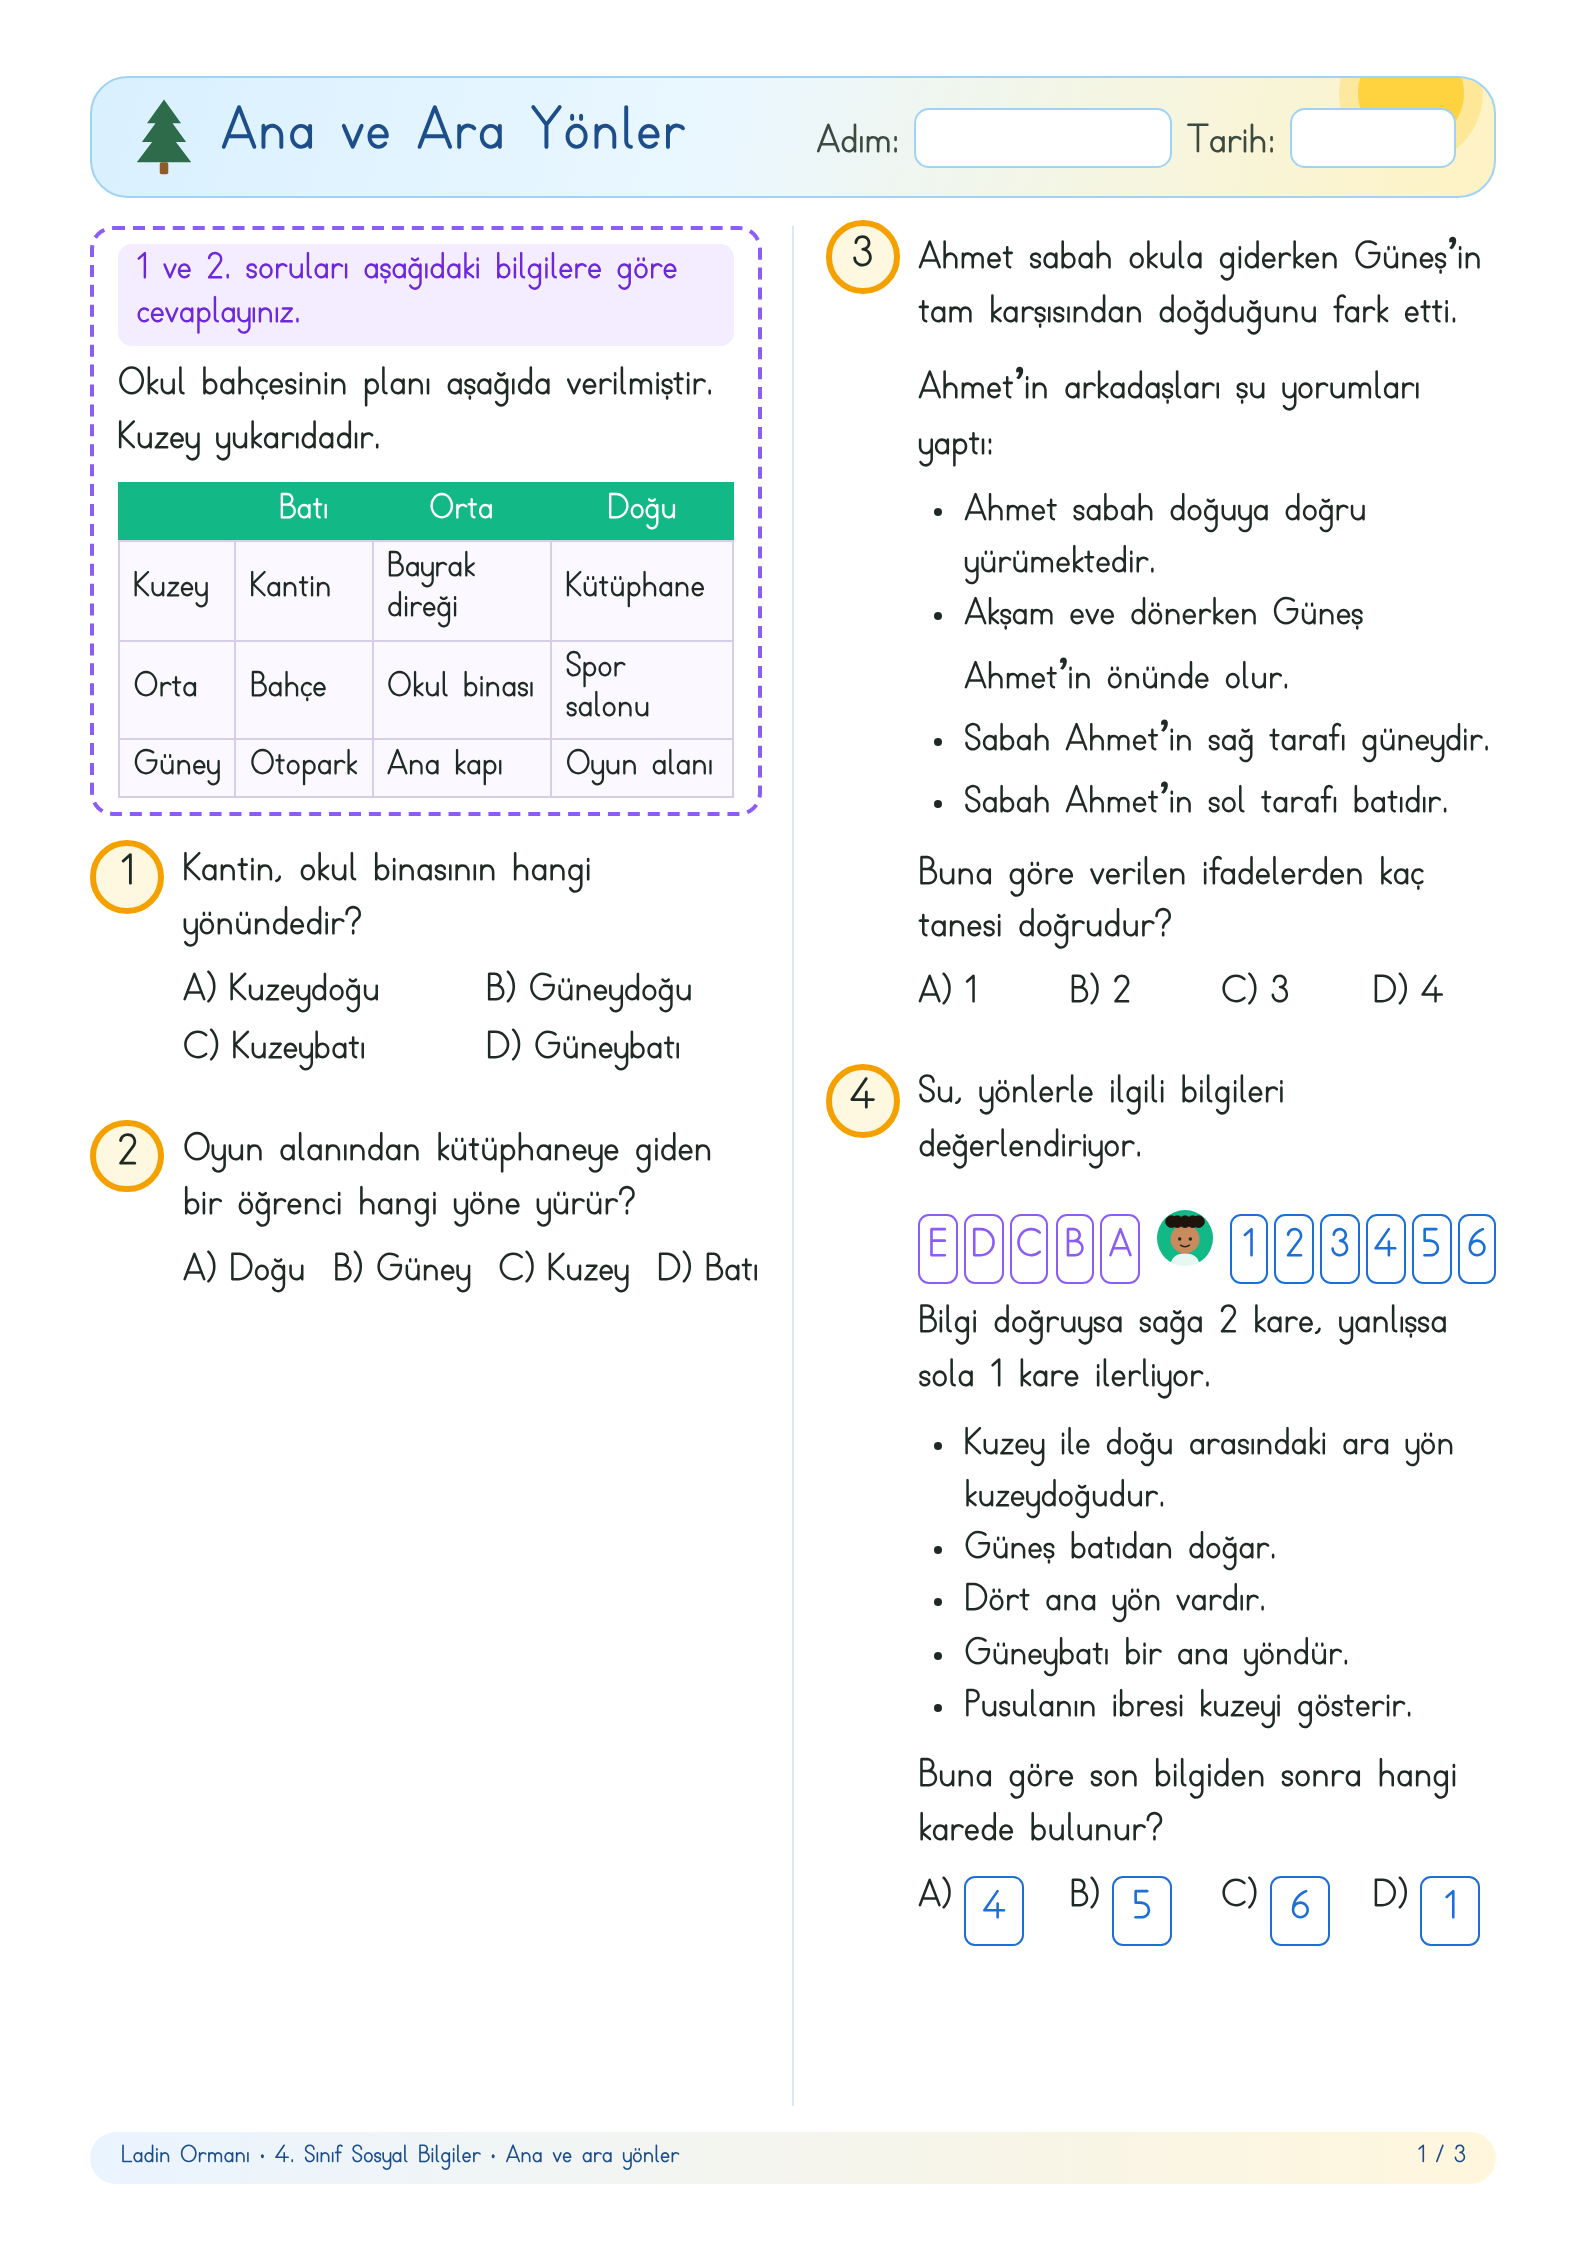 Ana ve Ara Yönler
Adım:
Tarih:
1 ve 2. soruları aşağıdaki bilgilere göre
cevaplayınız.
Okul bahçesinin planı aşağıda verilmiştir.
Kuzey yukarıdadır.
Batı Orta Doğu
Kuzey Kantin Bayrak direği Kütüphane
Orta Bahçe Okul binası Spor salonu
Güney Otopark Ana kapı Oyun alanı
1 Kantin, okul binasının hangi
yönündedir?
A) Kuzeydoğu B) Güneydoğu
C) Kuzeybatı D) Güneybatı
2 Oyun alanından kütüphaneye giden
bir öğrenci hangi yöne yürür?
A) Doğu B) Güney C) Kuzey D) Batı
3 Ahmet sabah okula giderken Güneş’in
tam karşısından doğduğunu fark etti.
Ahmet’in arkadaşları şu yorumları
yaptı:
• Ahmet sabah doğuya doğru
yürümektedir.
• Akşam eve dönerken Güneş
Ahmet’in önünde olur.
• Sabah Ahmet’in sağ tarafı güneydir.
• Sabah Ahmet’in sol tarafı batıdır.
Buna göre verilen ifadelerden kaç
tanesi doğrudur?
A) 1 B) 2 C) 3 D) 4
4 Su, yönlerle ilgili bilgileri
değerlendiriyor.
E D C B A 1 2 3 4 5 6
Bilgi doğruysa sağa 2 kare, yanlışsa
sola 1 kare ilerliyor.
• Kuzey ile doğu arasındaki ara yön
kuzeydoğudur.
• Güneş batıdan doğar.
• Dört ana yön vardır.
• Güneybatı bir ana yöndür.
• Pusulanın ibresi kuzeyi gösterir.
Buna göre son bilgiden sonra hangi
karede bulunur?
A) 4 B) 5 C) 6 D) 1
Ladin Ormanı • 4. Sınıf Sosyal Bilgiler • Ana ve ara yönler
1 / 3